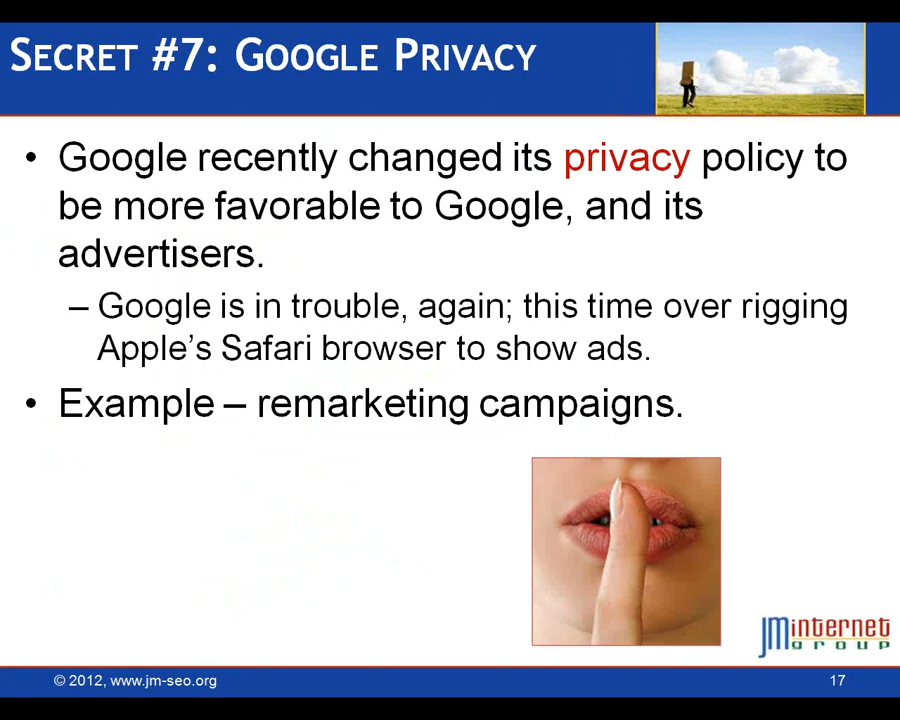 SECRET #7: GOOGLE PRIVACY
• Google recently changed its privacy policy to
be more favorable to Google, and its
advertisers.
– Google is in trouble, again; this time over rigging
Apple's Safari browser to show ads.
• Example – remarketing campaigns.
JMinternet
group
© 2012, www.jm-seo.org
17